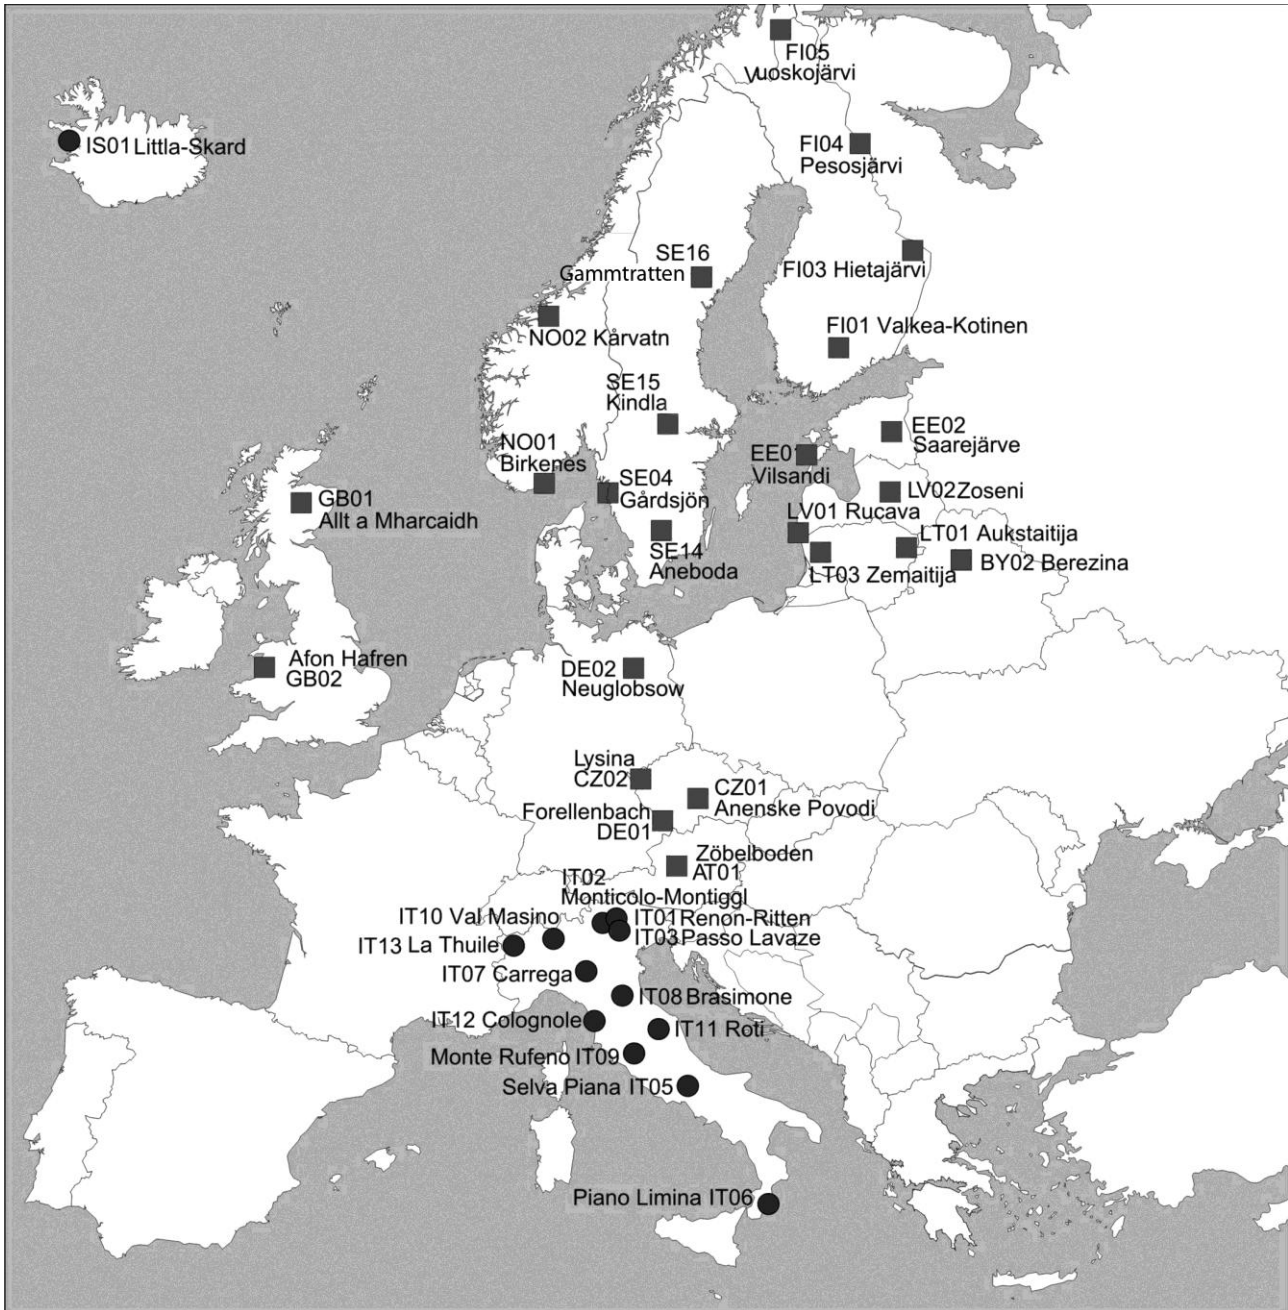 FI05
Vuoskojärvi
IS01 Littla-Skard
FI04
Pesosjärvi
SE16
Gammtratten
FI03 Hietajärvi
NO02 Kårvatn
FI01 Valkea-Kotinen
SE15
Kindla
EE02
Saarejärve
NO01
Birkenes
EE01
Vilsandi
SE04
Gårdsjön
GB01
Allt a Mharcaidh
LV02 Zoseni
LV01 Rucava
LT01 Aukstaitija
SE14
Aneboda
LT03 Zemaitija
BY02 Berezina
Afon Hafren
GB02
DE02
Neuglobsow
Lysina
CZ02
CZ01
Anenske Povodi
Forellenbach
DE01
Zöbelboden
AT01
IT02
Monticolo-Montiggl
IT10 Val Masino
IT01 Renon-Ritten
IT13 La Thuile
IT03 Passo Lavaze
IT07 Carrega
IT08 Brasimone
IT12 Colognole
IT11 Roti
Monte Rufeno IT09
Selva Piana IT05
Piano Limina IT06